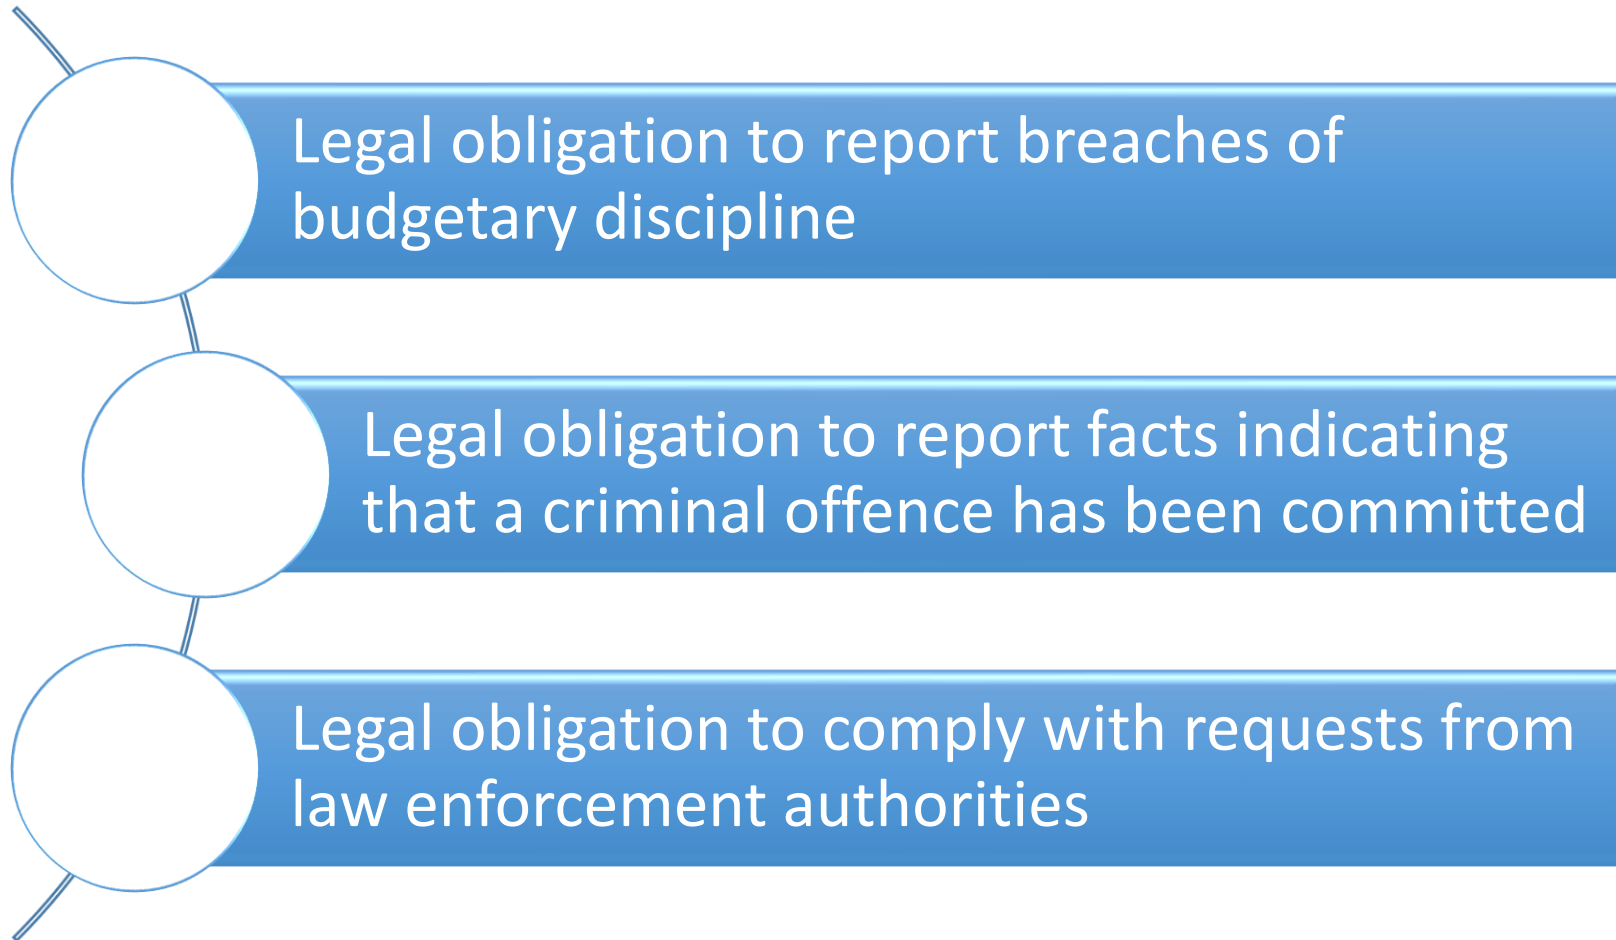 Legal obligation to report breaches of
budgetary discipline
Legal obligation to report facts indicating
that a criminal offence has been committed
Legal obligation to comply with requests from
law enforcement authorities